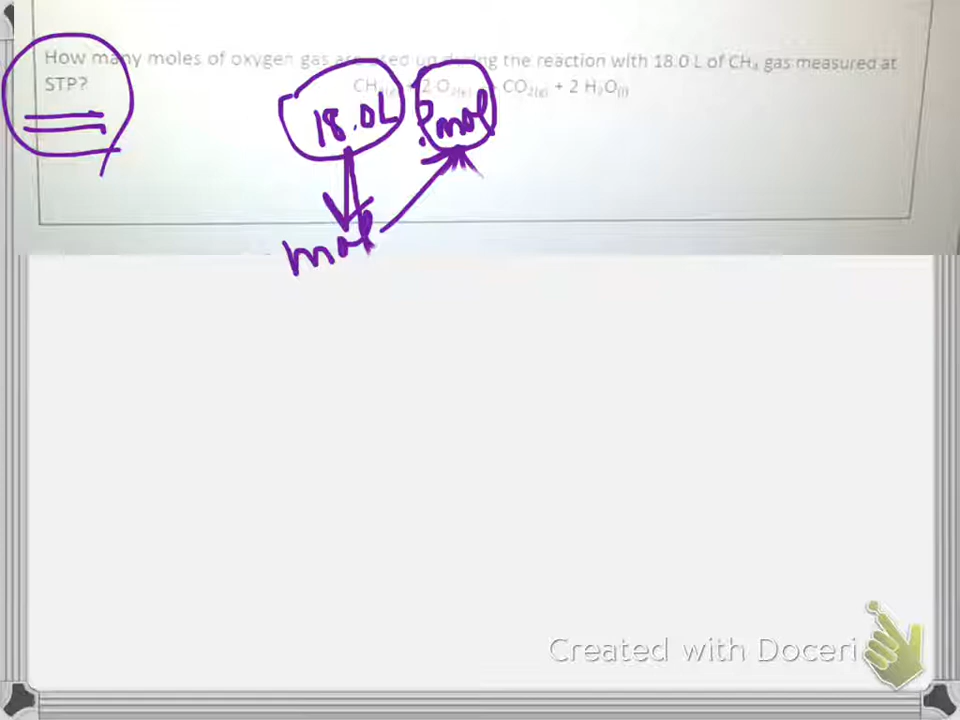 How many moles of oxygen gas are used up during the reaction with 18.0 L of CH₄ gas measured at
STP?
+ 2 O₂₍g₎ CO₂₍g₎ + 2 H₂O₍l₎
18.0L ?mol
mol
Created with Doceri